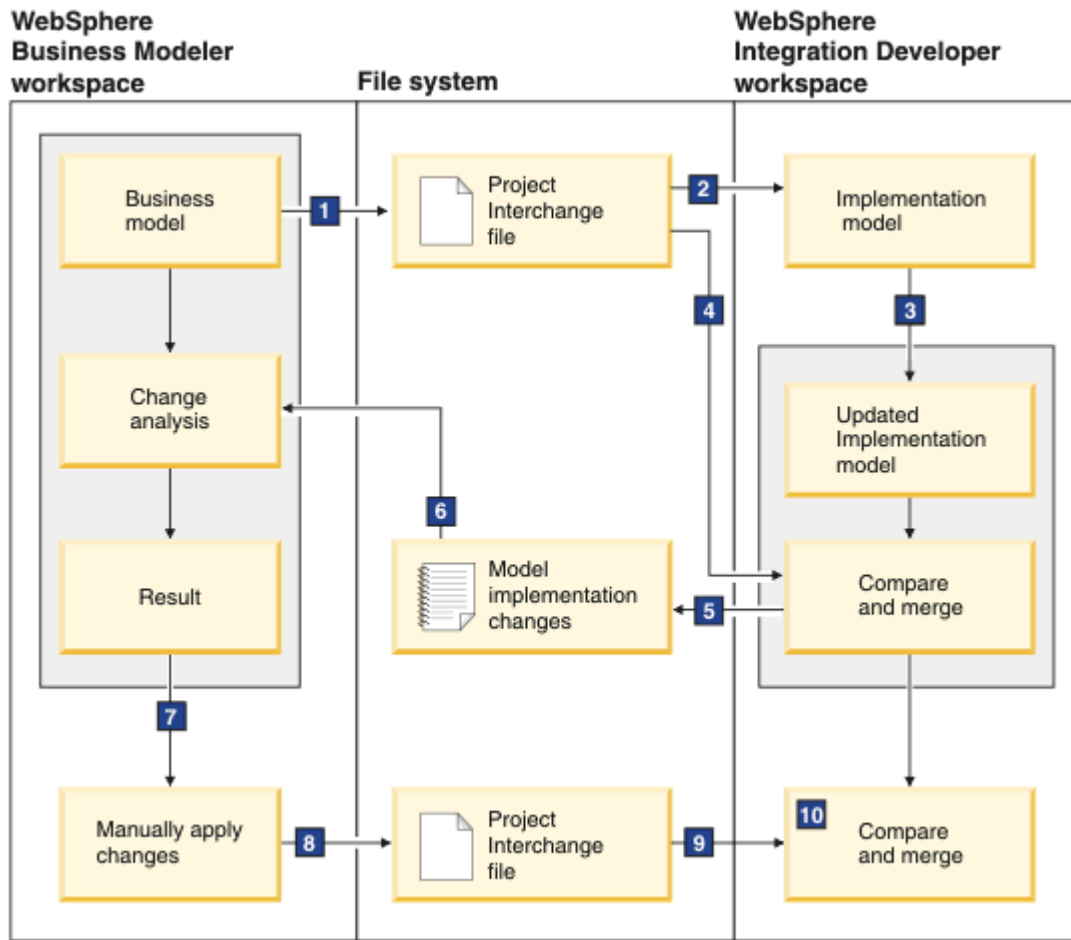 WebSphere
Business Modeler
workspace
File system
WebSphere
Integration Developer
workspace
Business
model
1
Project
Interchange
file
2
Implementation
model
4
3
Change
analysis
Updated
Implementation
model
6
Result
Model
implementation
changes
5
Compare
and merge
7
Manually apply
changes
8
Project
Interchange
file
9
10
Compare
and merge